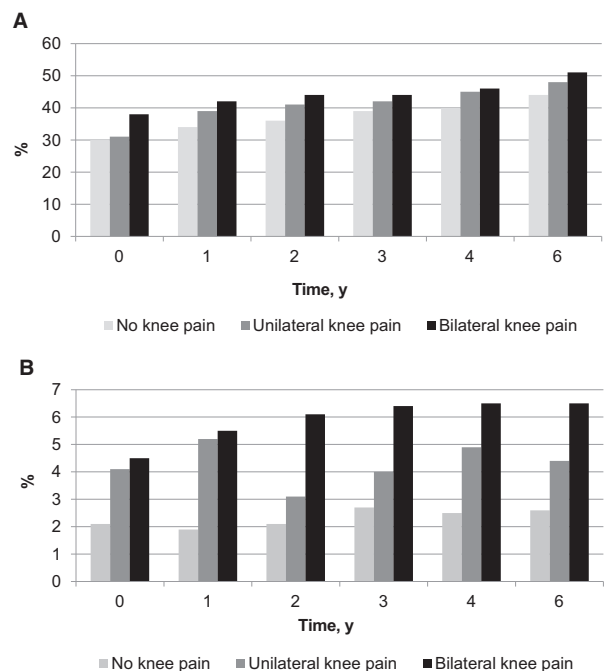 A
60
50
40
30
20
10
0
%
0 1 2 3 4 6
Time, y
No knee pain Unilateral knee pain Bilateral knee pain
B
7
6
5
4
3
2
1
0
%
0 1 2 3 4 6
Time, y
No knee pain Unilateral knee pain Bilateral knee pain